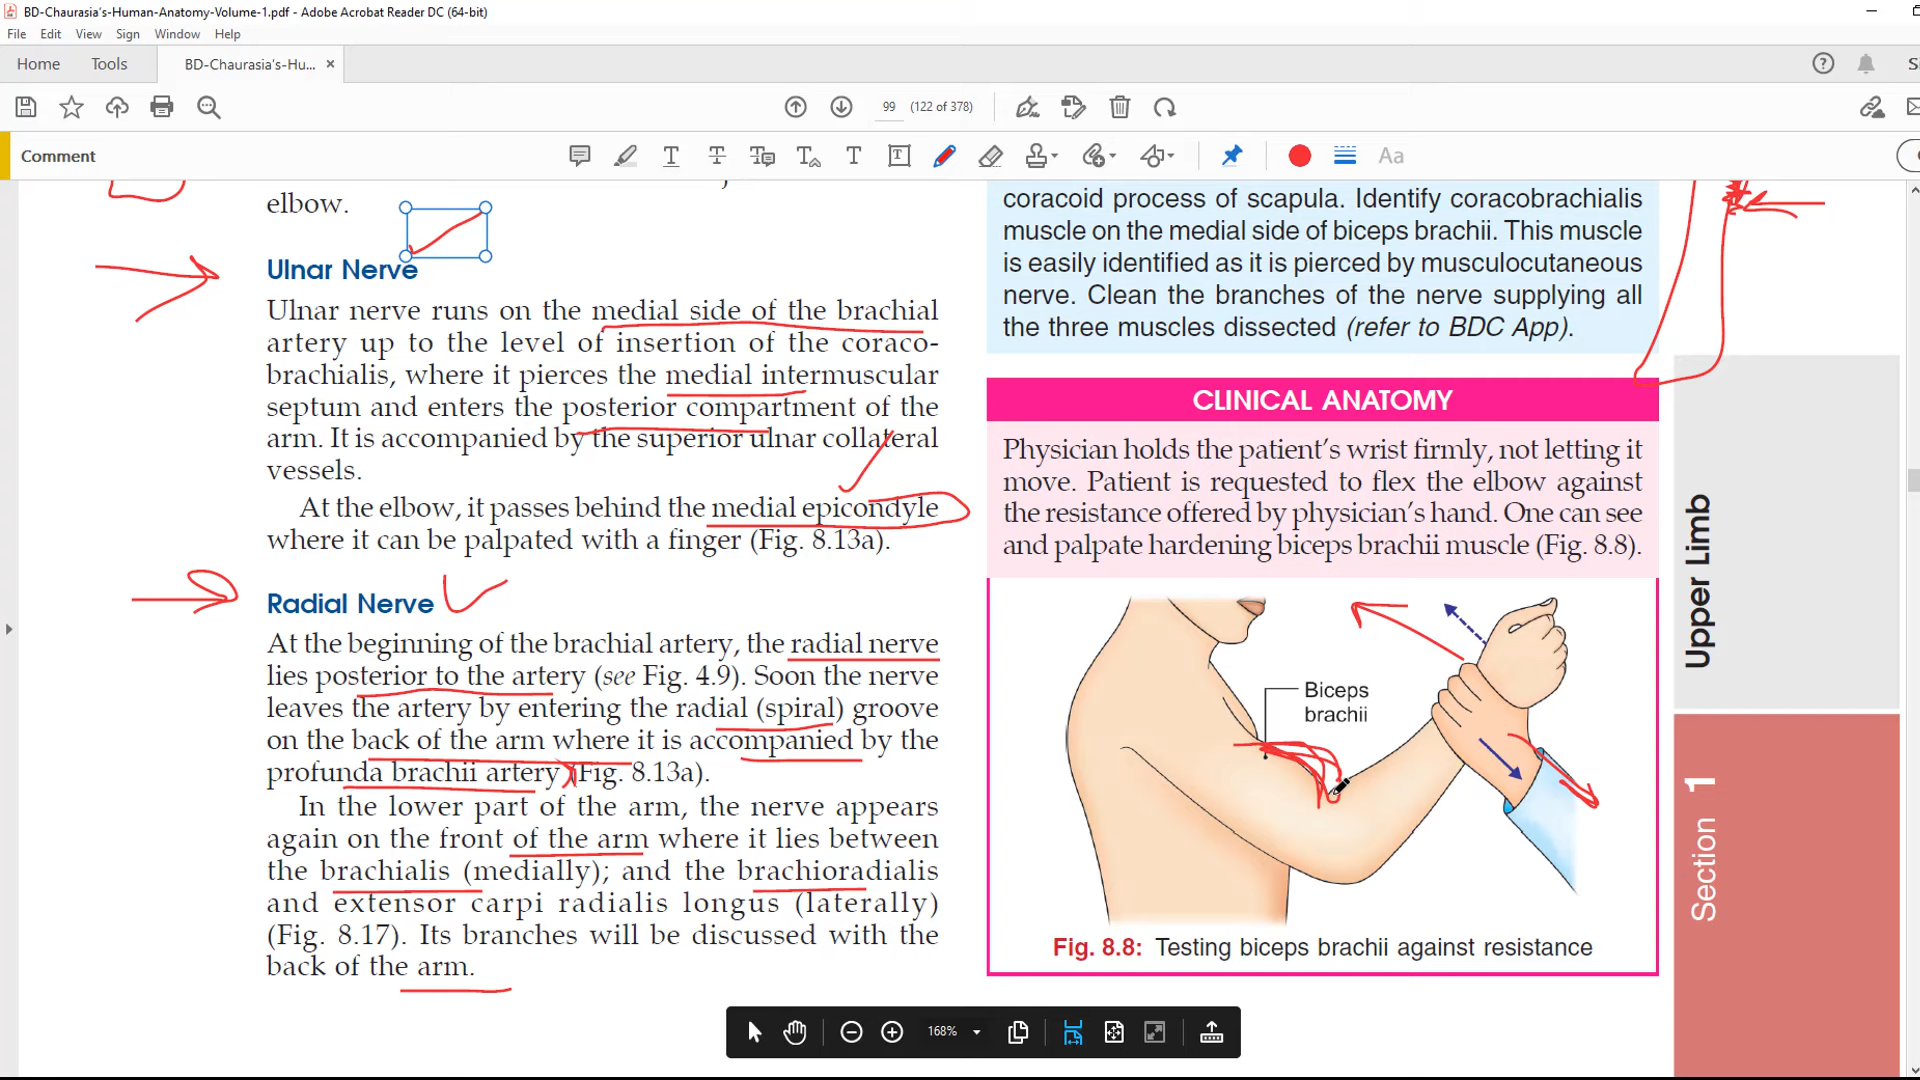 BD-Chaurasia's-Human-Anatomy-Volume-1.pdf - Adobe Acrobat Reader DC (64-bit)
File Edit View Sign Window Help
Home Tools BD-Chaurasia's-Hu... ×
99 (122 of 378)
Comment
Aa
elbow.
Ulnar Nerve
Ulnar nerve runs on the medial side of the brachial
artery up to the level of insertion of the coraco-
brachialis, where it pierces the medial intermuscular
septum and enters the posterior compartment of the
arm. It is accompanied by the superior ulnar collateral
vessels.
At the elbow, it passes behind the medial epicondyle
where it can be palpated with a finger (Fig. 8.13a).
Radial Nerve
At the beginning of the brachial artery, the radial nerve
lies posterior to the artery (see Fig. 4.9). Soon the nerve
leaves the artery by entering the radial (spiral) groove
on the back of the arm where it is accompanied by the
profunda brachii artery (Fig. 8.13a).
In the lower part of the arm, the nerve appears
again on the front of the arm where it lies between
the brachialis (medially); and the brachioradialis
and extensor carpi radialis longus (laterally)
(Fig. 8.17). Its branches will be discussed with the
back of the arm.
coracoid process of scapula. Identify coracobrachialis
muscle on the medial side of biceps brachii. This muscle
is easily identified as it is pierced by musculocutaneous
nerve. Clean the branches of the nerve supplying all
the three muscles dissected (refer to BDC App).
CLINICAL ANATOMY
Physician holds the patient's wrist firmly, not letting it
move. Patient is requested to flex the elbow against
the resistance offered by physician's hand. One can see
and palpate hardening biceps brachii muscle (Fig. 8.8).
Biceps
brachii
Fig. 8.8: Testing biceps brachii against resistance
Upper Limb
Section 1
168%